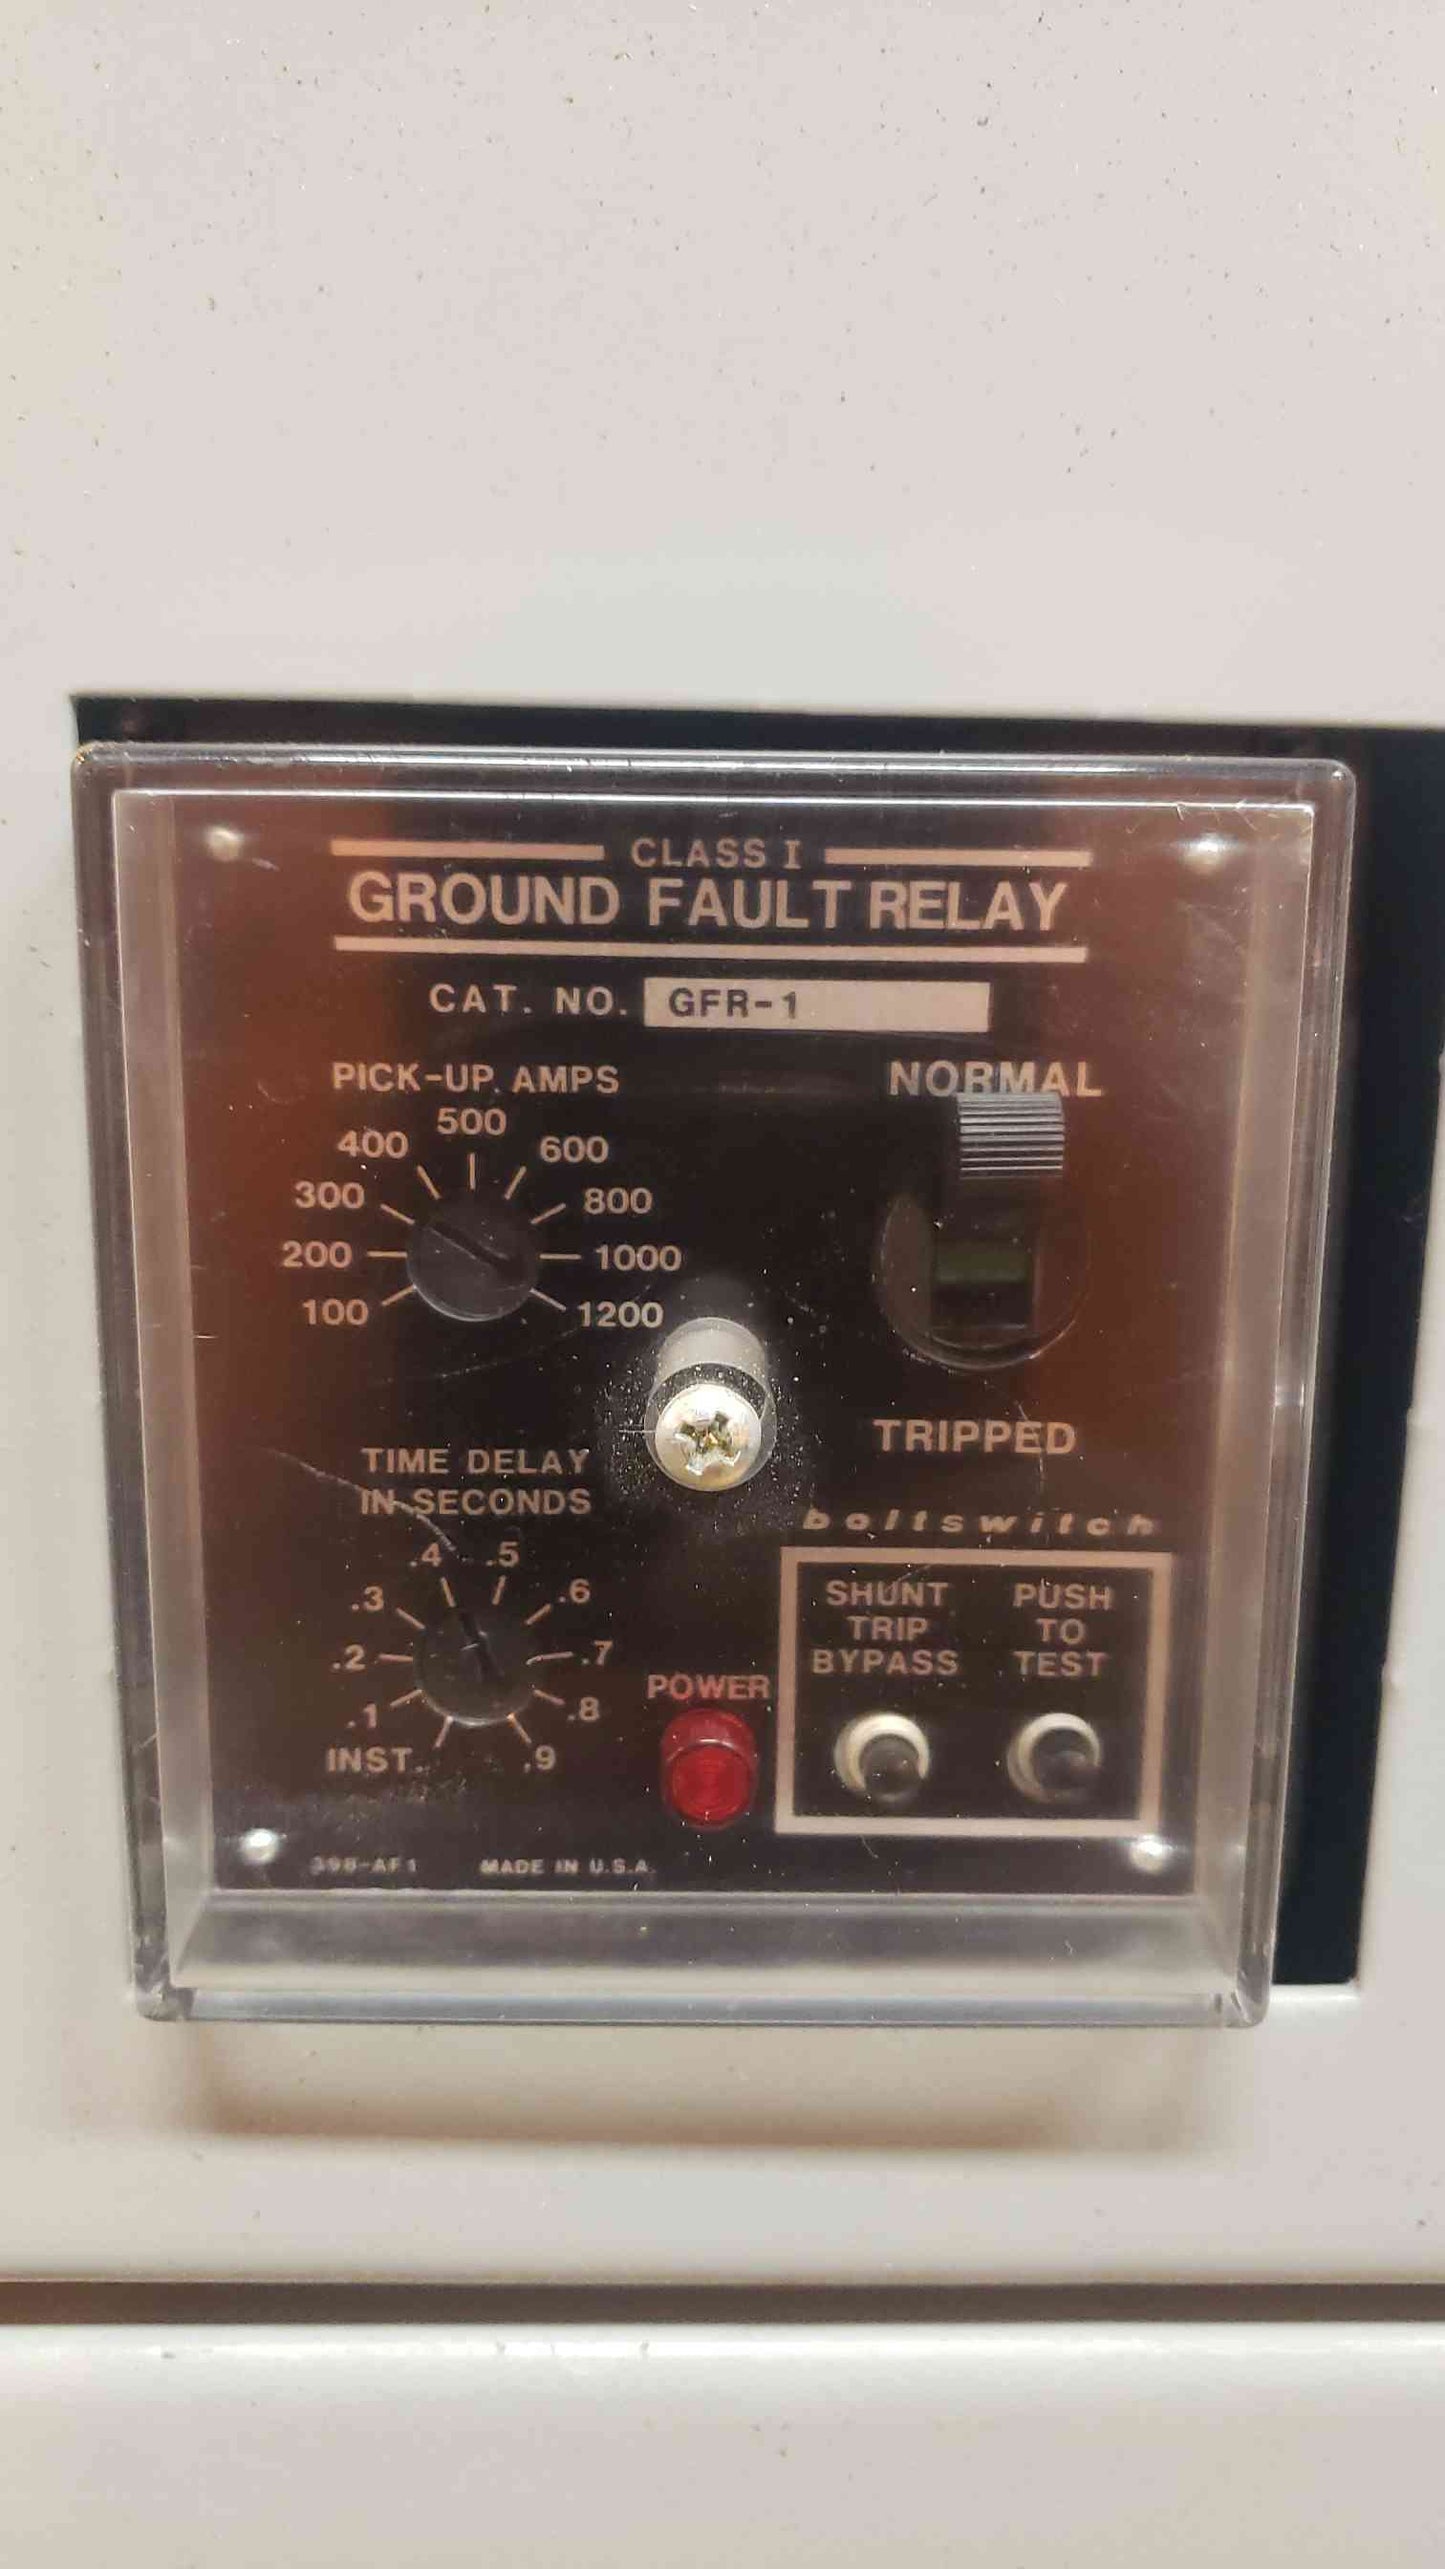 CLASS I
GROUND FAULT RELAY
CAT. NO. GFR-1
PICK-UP AMPS
100
200
300
400
500
600
800
1000
1200
NORMAL
TRIPPED
TIME DELAY
IN SECONDS
INST.
.1
.2
.3
.4
.5
.6
.7
.8
.9
POWER
boltswitch
SHUNT
TRIP
BYPASS
PUSH
TO
TEST
MADE IN U.S.A.